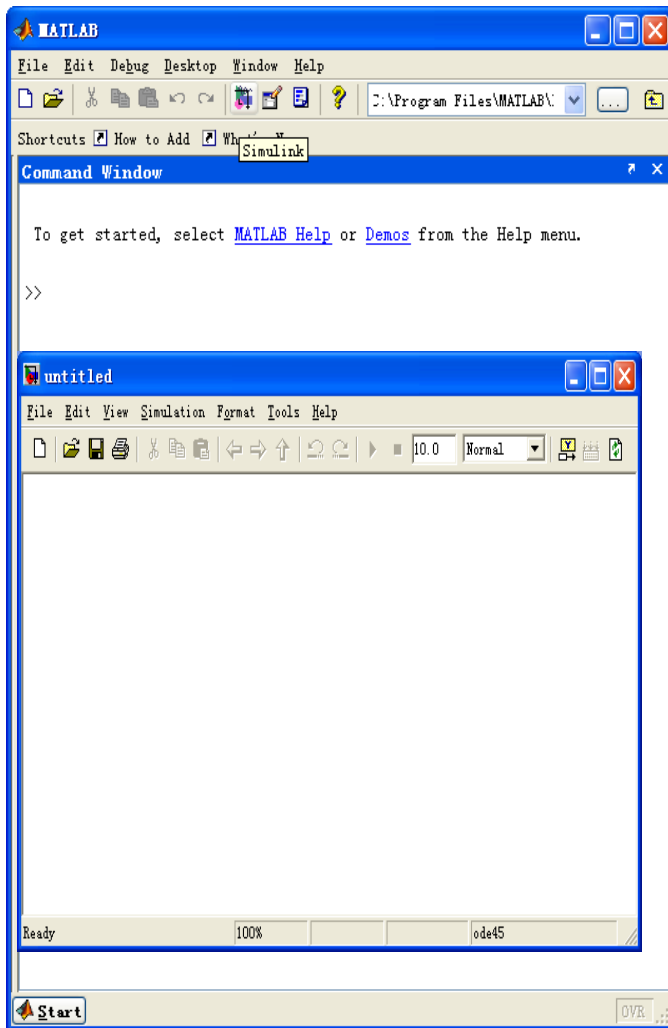 MATLAB
File Edit Debug Desktop Window Help
:\Program Files\MATLAB\ ...
Shortcuts How to Add
Simulink
Command Window
To get started, select MATLAB Help or Demos from the Help menu.
>>
untitled
File Edit View Simulation Format Tools Help
10.0 Normal
Ready 100% ode45
Start OVR